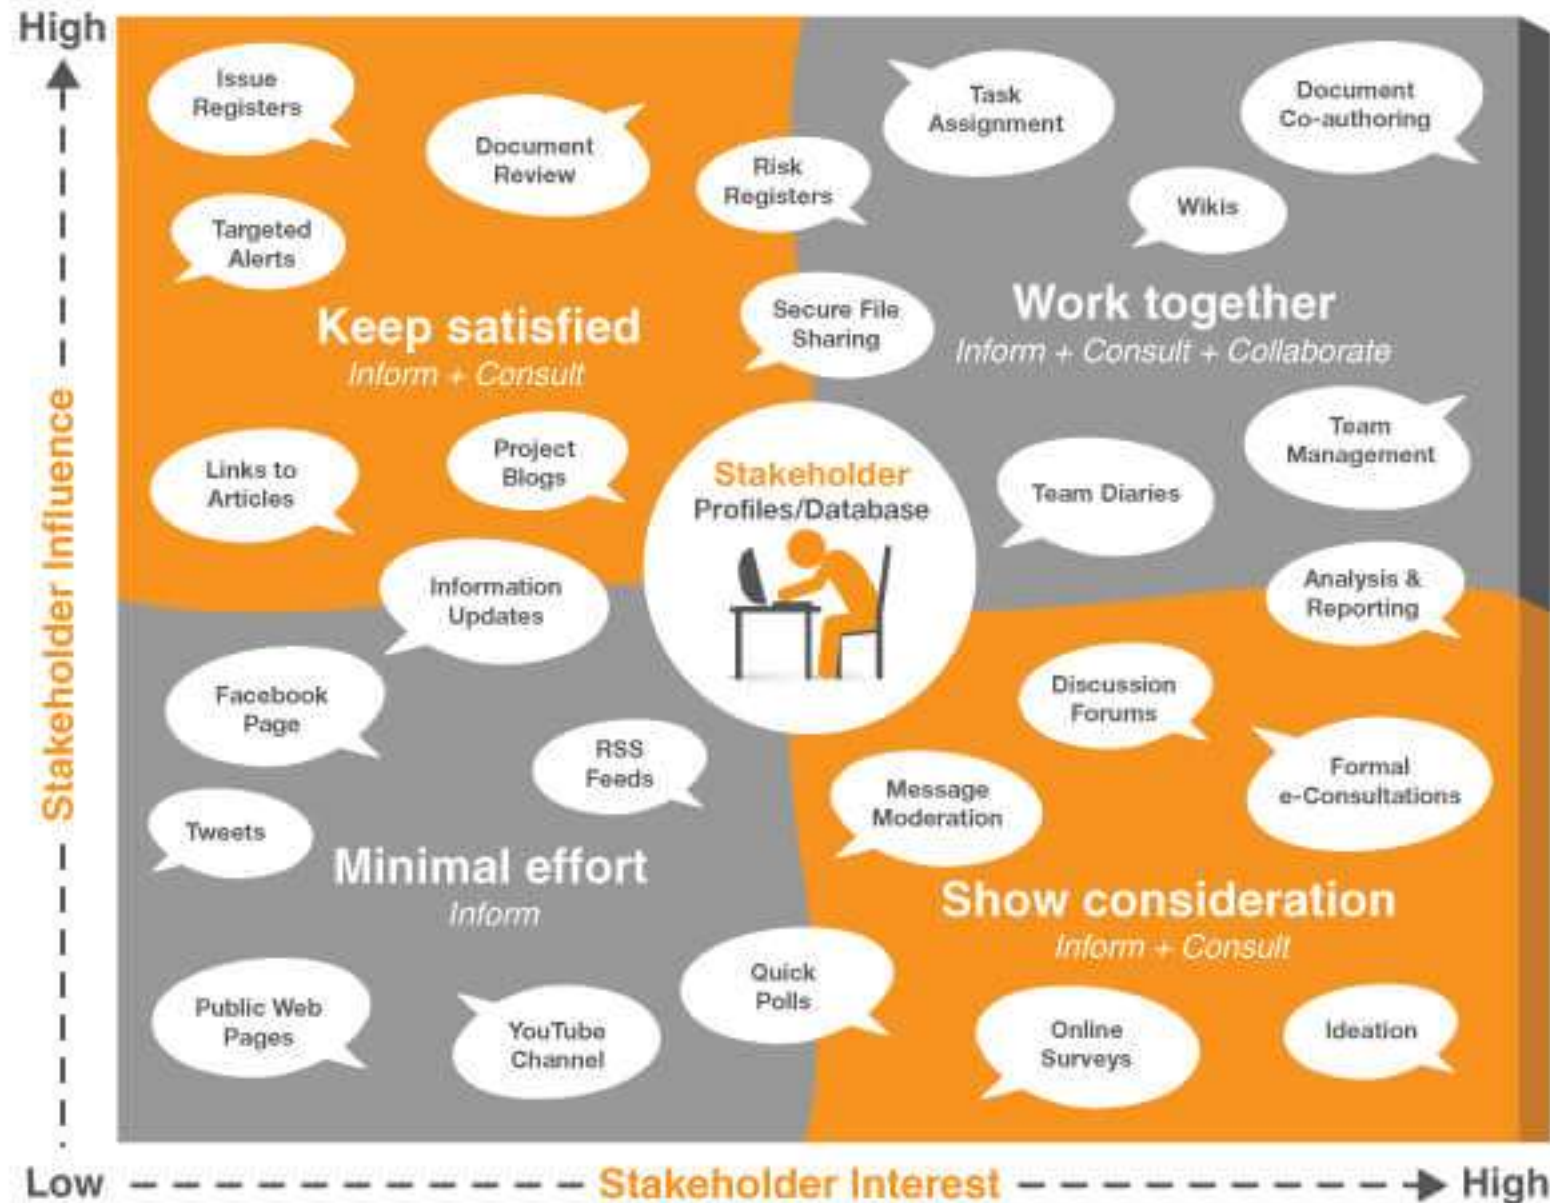 High
Issue
Registers
Document
Review
Risk
Registers
Task
Assignment
Document
Co-authoring
Targeted
Alerts
Wikis
Keep satisfied
Inform + Consult
Secure File
Sharing
Work together
Inform + Consult + Collaborate
Links to
Articles
Project
Blogs
Stakeholder
Profiles/Database
Team Diaries
Team
Management
Information
Updates
Analysis &
Reporting
Stakeholder Influence
Facebook
Page
RSS
Feeds
Discussion
Forums
Tweets
Message
Moderation
Formal
e-Consultations
Minimal effort
Inform
Show consideration
Inform + Consult
Public Web
Pages
YouTube
Channel
Quick
Polls
Online
Surveys
Ideation
Low
Stakeholder Interest
High